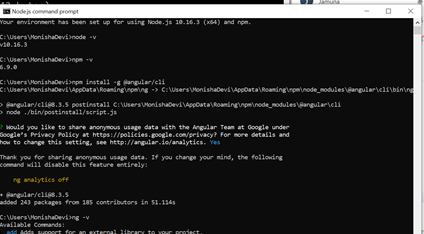 Jamuna
Node.js command prompt
Your environment has been set up for using Node.js 10.16.3 (x64) and npm.
C:\Users\MonishaDevi>node -v
v10.16.3
C:\Users\MonishaDevi>npm -v
6.9.0
C:\Users\MonishaDevi>npm install -g @angular/cli
C:\Users\MonishaDevi\AppData\Roaming\npm\ng -> C:\Users\MonishaDevi\AppData\Roaming\npm\node_modules\@angular\cli\bin\ng
> @angular/cli@8.3.5 postinstall C:\Users\MonishaDevi\AppData\Roaming\npm\node_modules\@angular\cli
> node ./bin/postinstall/script.js
? Would you like to share anonymous usage data with the Angular Team at Google under
Google's Privacy Policy at https://policies.google.com/privacy? For more details and
how to change this setting, see http://angular.io/analytics. Yes
Thank you for sharing anonymous usage data. If you change your mind, the following
command will disable this feature entirely:
ng analytics off
+ @angular/cli@8.3.5
added 243 packages from 185 contributors in 51.114s
C:\Users\MonishaDevi>ng -v
Available Commands:
add Adds support for an external library to your project.